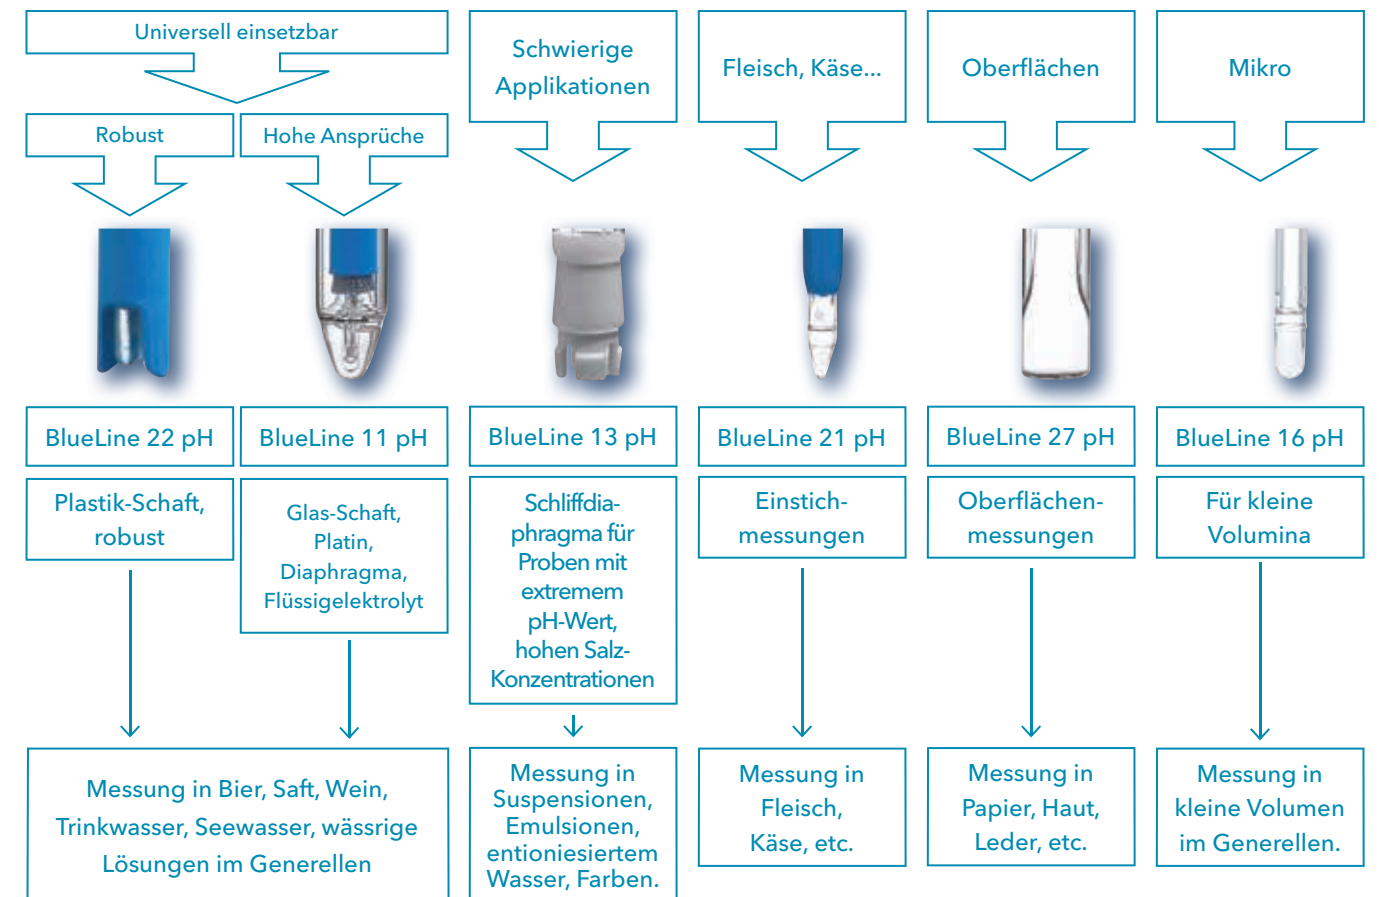 Universell einsetzbar
Robust
Hohe Ansprüche
Schwierige
Applikationen
Fleisch, Käse...
Oberflächen
Mikro
BlueLine 22 pH
BlueLine 11 pH
BlueLine 13 pH
BlueLine 21 pH
BlueLine 27 pH
BlueLine 16 pH
Plastik-Schaft,
robust
Glas-Schaft,
Platin,
Diaphragma,
Flüssigelektrolyt
Schliffdia-
phragma für
Proben mit
extremem
pH-Wert,
hohen Salz-
Konzentrationen
Einstich-
messungen
Oberflächen-
messungen
Für kleine
Volumina
Messung in Bier, Saft, Wein,
Trinkwasser, Seewasser, wässrige
Lösungen im Generellen
Messung in
Suspensionen,
Emulsionen,
entioniesiertem
Wasser, Farben.
Messung in
Fleisch,
Käse, etc.
Messung in
Papier, Haut,
Leder, etc.
Messung in
kleine Volumen
im Generellen.